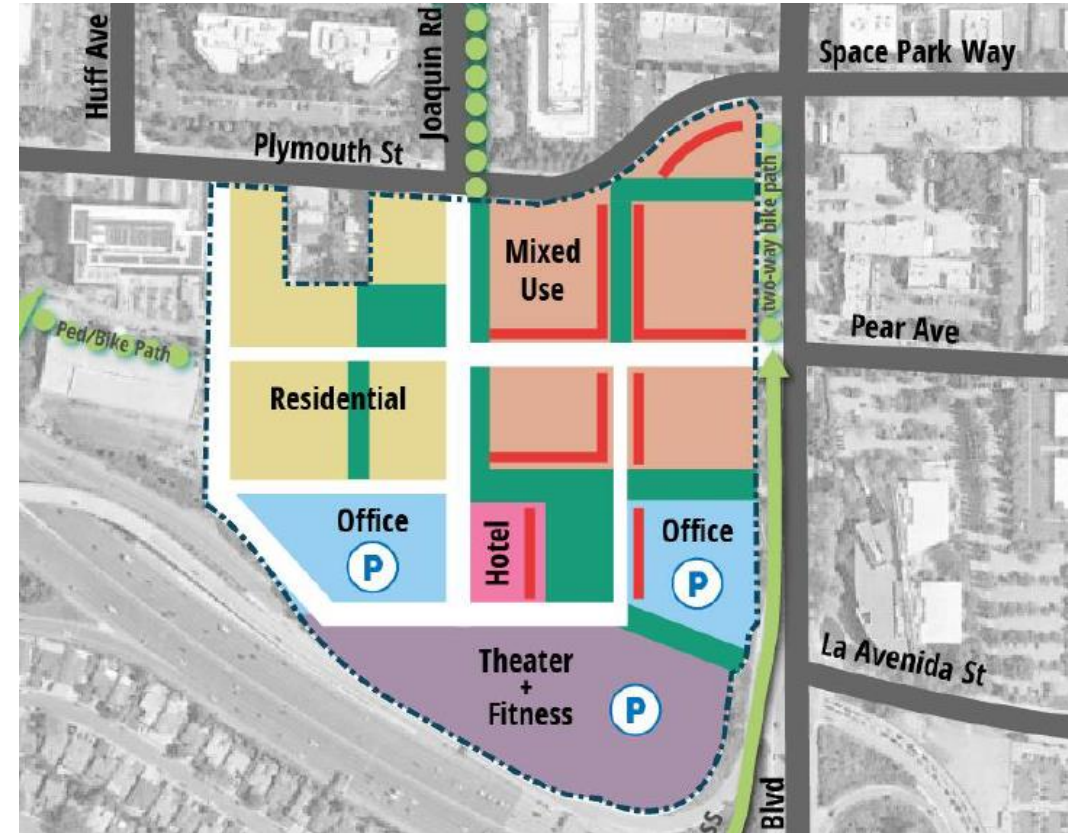 Huff Ave
Joaquin Rd
Space Park Way
Plymouth St
two-way bike path
Mixed
Use
Pear Ave
Ped/Bike Path
Residential
Office
P
Hotel
Office
P
La Avenida St
Theater
+
Fitness
P
Blvd